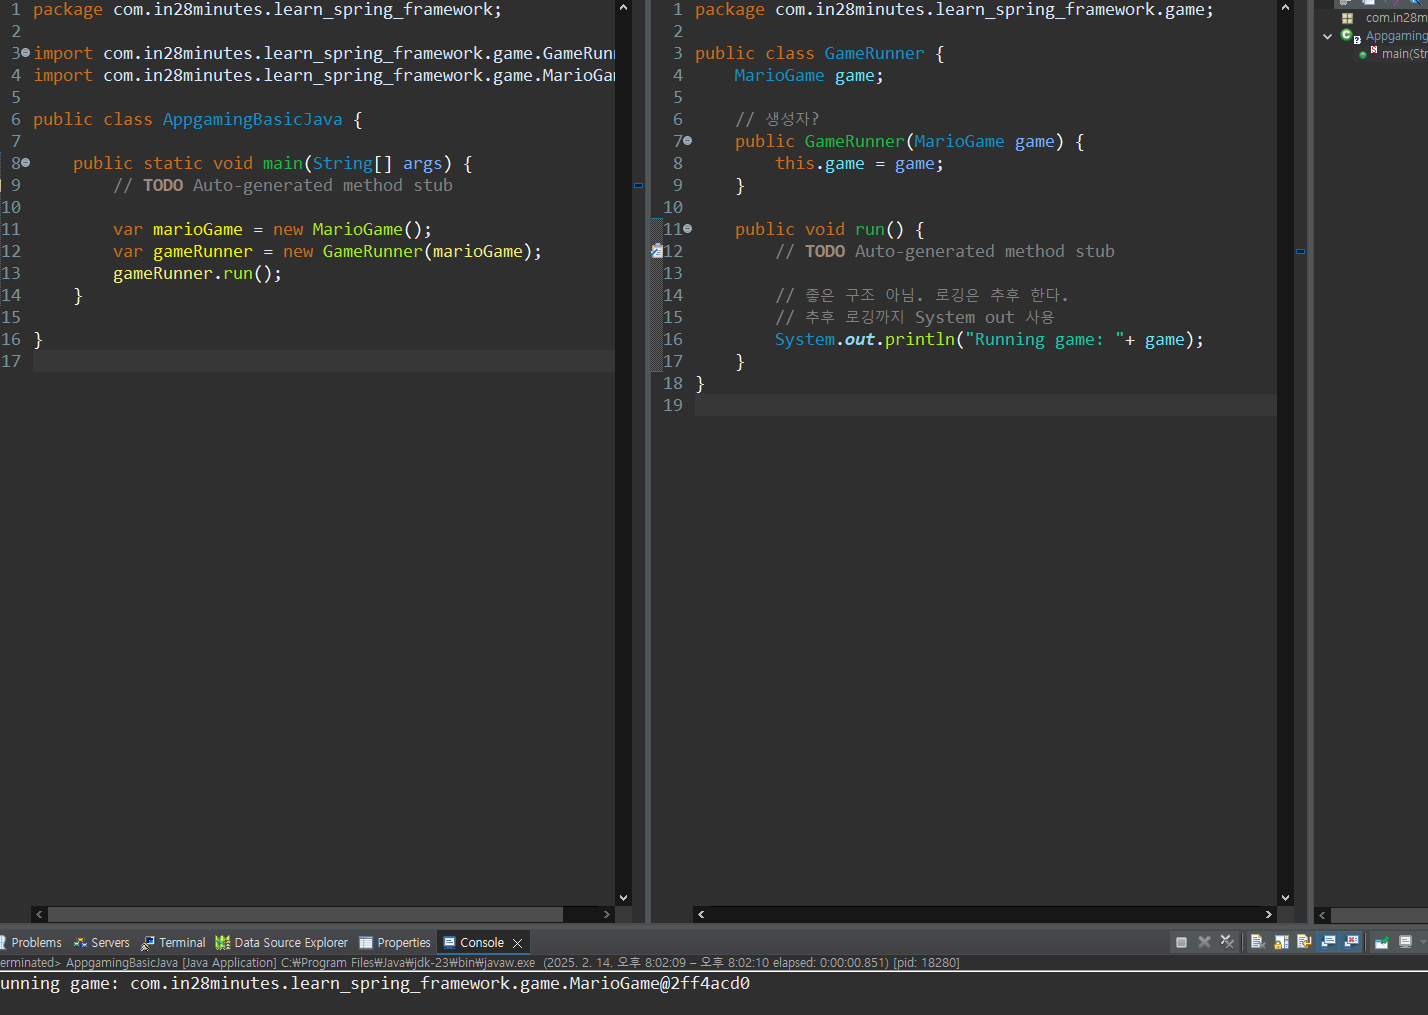 1 package com.in28minutes.learn_spring_framework;
2
3 import com.in28minutes.learn_spring_framework.game.GameRunn
4 import com.in28minutes.learn_spring_framework.game.MarioGam
5
6 public class AppgamingBasicJava {
7
8 public static void main(String[] args) {
9 // TODO Auto-generated method stub
10
11 var marioGame = new MarioGame();
12 var gameRunner = new GameRunner(marioGame);
13 gameRunner.run();
14 }
15
16 }
17
1 package com.in28minutes.learn_spring_framework.game;
2
3 public class GameRunner {
4 MarioGame game;
5
6 // 생성자?
7 public GameRunner(MarioGame game) {
8 this.game = game;
9 }
10
11 public void run() {
12 // TODO Auto-generated method stub
13
14 // 좋은 구조 아님. 로깅은 추후 한다.
15 // 추후 로깅까지 System out 사용
16 System.out.println("Running game: "+ game);
17 }
18 }
19
com.in28m
Appgaming
main(Str
Problems Servers Terminal Data Source Explorer Properties Console
erminated> AppgamingBasicJava [Java Application] C:₩Program Files₩Java₩jdk-23₩bin₩javaw.exe (2025. 2. 14. 오후 8:02:09 – 오후 8:02:10 elapsed: 0:00:00.851) [pid: 18280]
unning game: com.in28minutes.learn_spring_framework.game.MarioGame@2ff4acd0